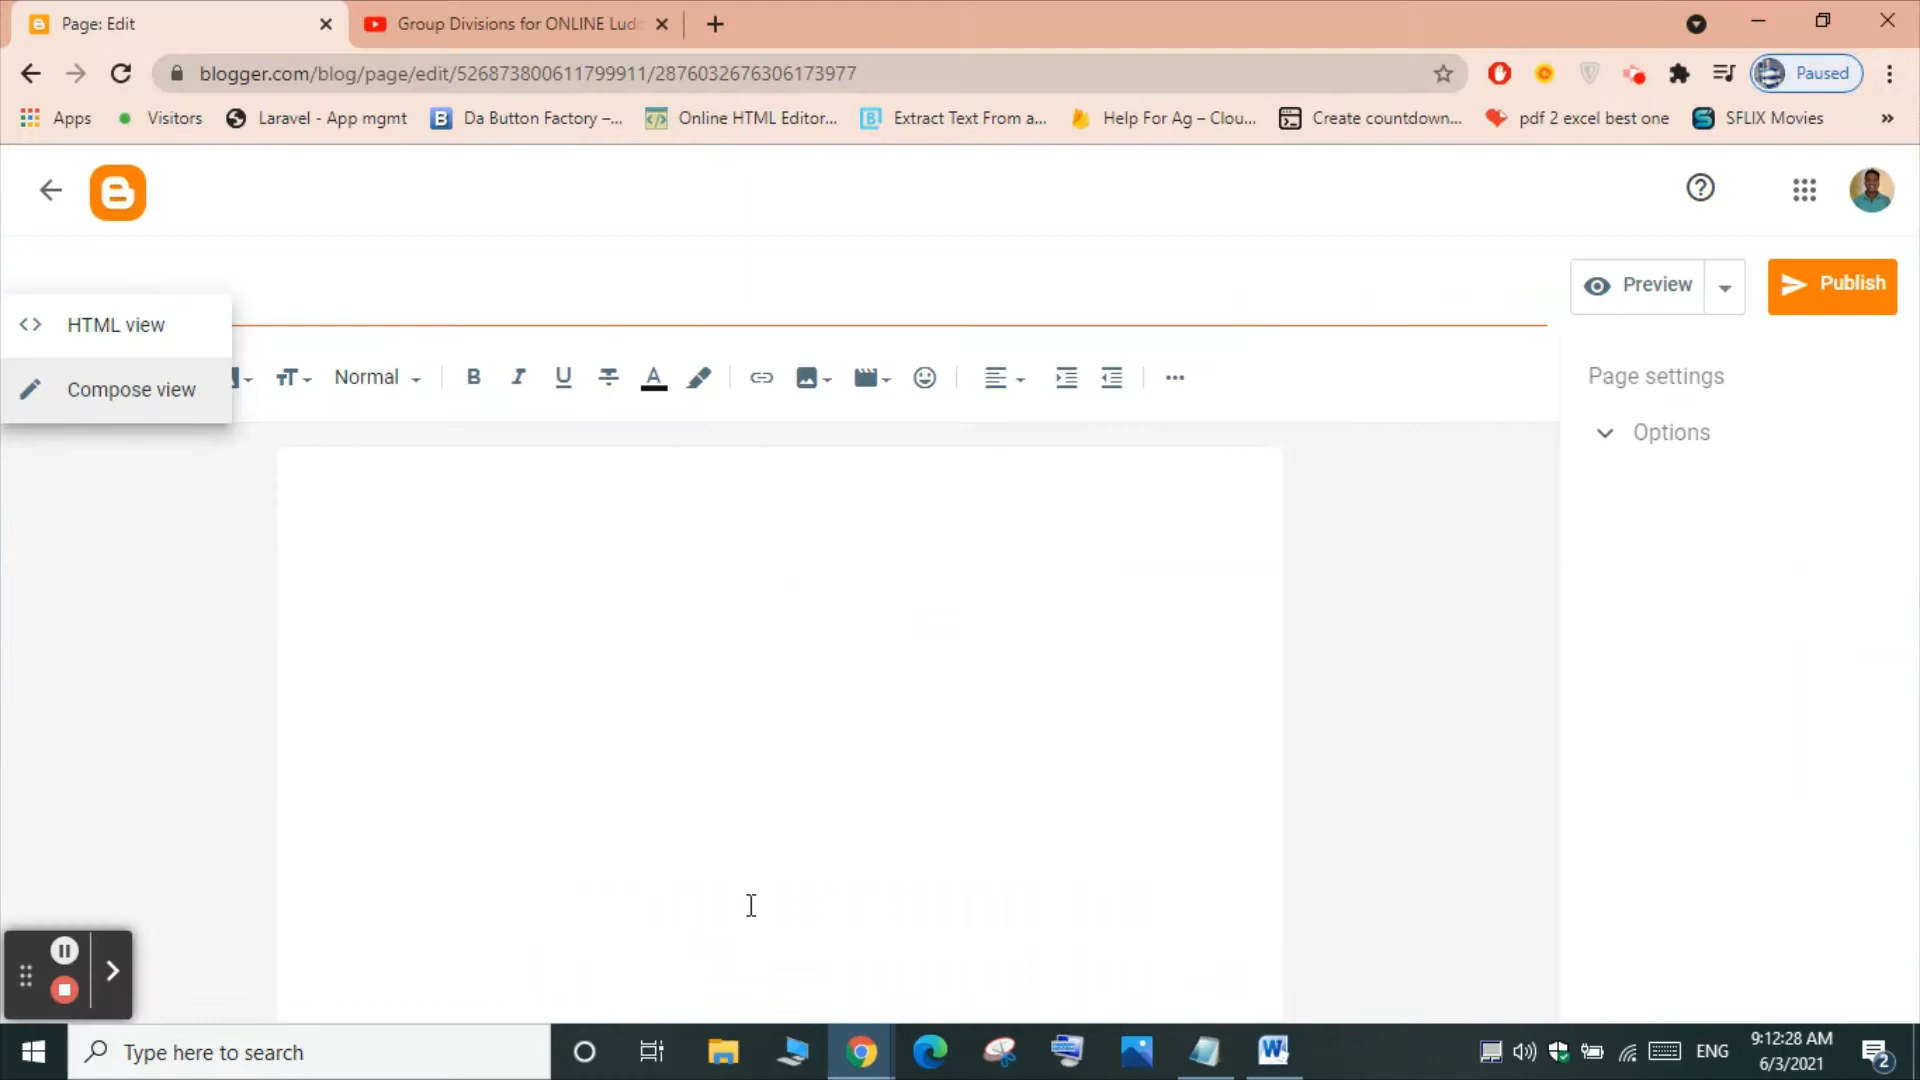 Page: Edit
Group Divisions for ONLINE Lud
blogger.com/blog/page/edit/526873800611799911/2876032676306173977
Paused
Apps
Visitors
Laravel - App mgmt
Da Button Factory –...
Online HTML Editor...
Extract Text From a...
Help For Ag – Clou...
Create countdown...
pdf 2 excel best one
SFLIX Movies
»
Preview
Publish
HTML view
Compose view
Normal
B I U A
Page settings
Options
Type here to search
ENG
9:12:28 AM
6/3/2021
2